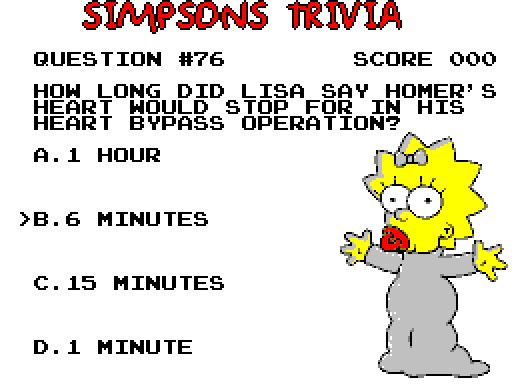 SIMPSONS TRIVIA
QUESTION #76 SCORE 000
HOW LONG DID LISA SAY HOMER'S
HEART WOULD STOP FOR IN HIS
HEART BYPASS OPERATION?
A.1 HOUR
>B.6 MINUTES
C.15 MINUTES
D.1 MINUTE